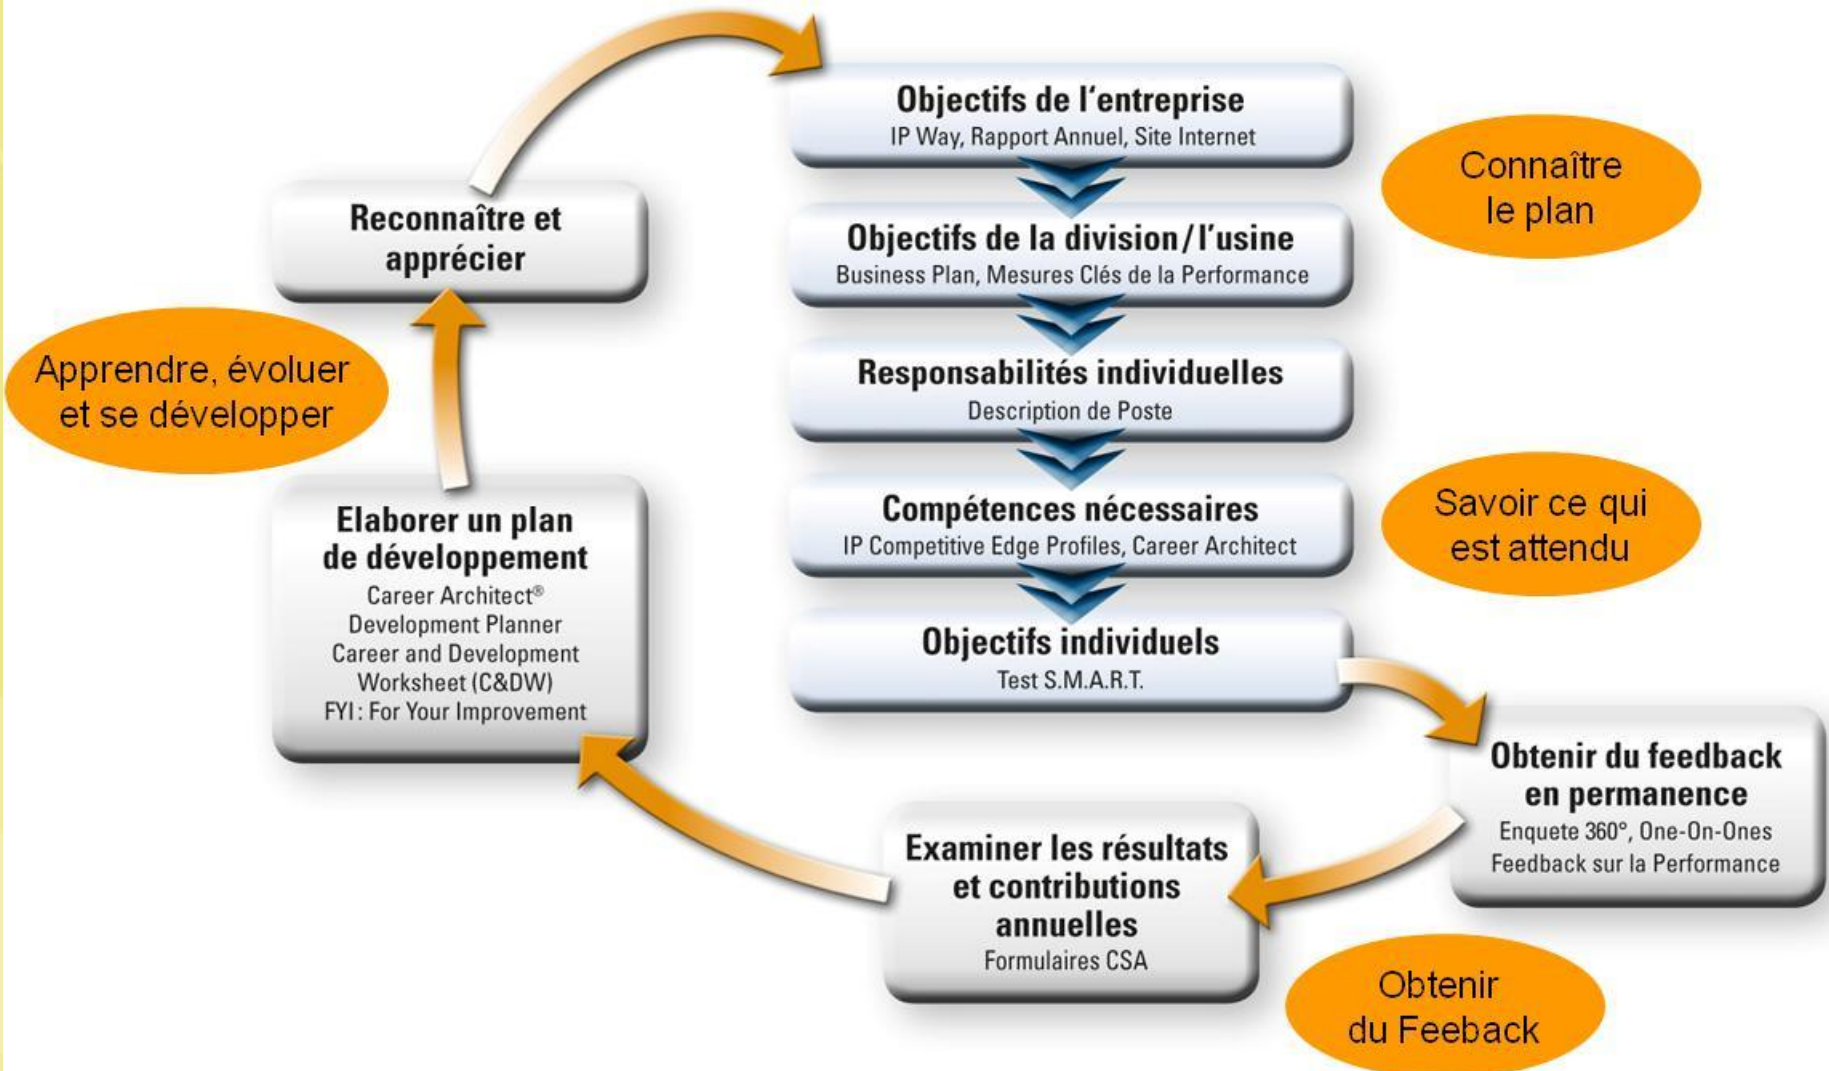 Objectifs de l'entreprise
IP Way, Rapport Annuel, Site Internet
Connaître
le plan
Objectifs de la division/l'usine
Business Plan, Mesures Clés de la Performance
Responsabilités individuelles
Description de Poste
Compétences nécessaires
IP Competitive Edge Profiles, Career Architect
Savoir ce qui
est attendu
Objectifs individuels
Test S.M.A.R.T.
Obtenir du feedback
en permanence
Enquete 360°, One-On-Ones
Feedback sur la Performance
Obtenir
du Feeback
Examiner les résultats
et contributions
annuelles
Formulaires CSA
Elaborer un plan
de développement
Career Architect®
Development Planner
Career and Development
Worksheet (C&DW)
FYI : For Your Improvement
Apprendre, évoluer
et se développer
Reconnaître et
apprécier